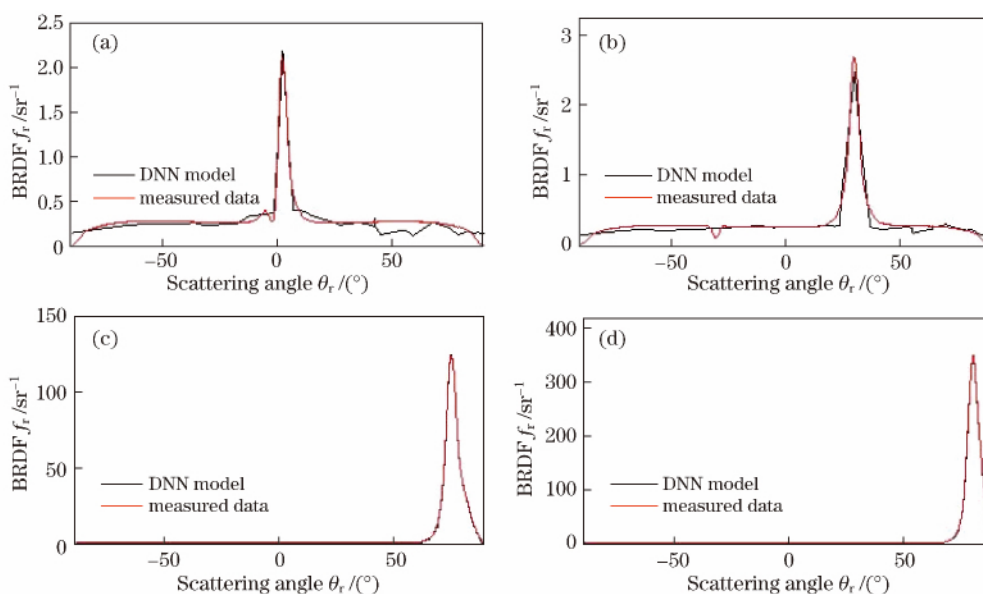 (a)
BRDF fr /sr−1
2.5
2.0
1.5
1.0
0.5
0
DNN model
measured data
−50 0 50
Scattering angle θr /(°)
(b)
BRDF fr /sr−1
3
2
1
0
DNN model
measured data
−50 0 50
Scattering angle θr /(°)
(c)
BRDF fr /sr−1
150
100
50
0
DNN model
measured data
−50 0 50
Scattering angle θr /(°)
(d)
BRDF fr /sr−1
400
300
200
100
0
DNN model
measured data
−50 0 50
Scattering angle θr /(°)